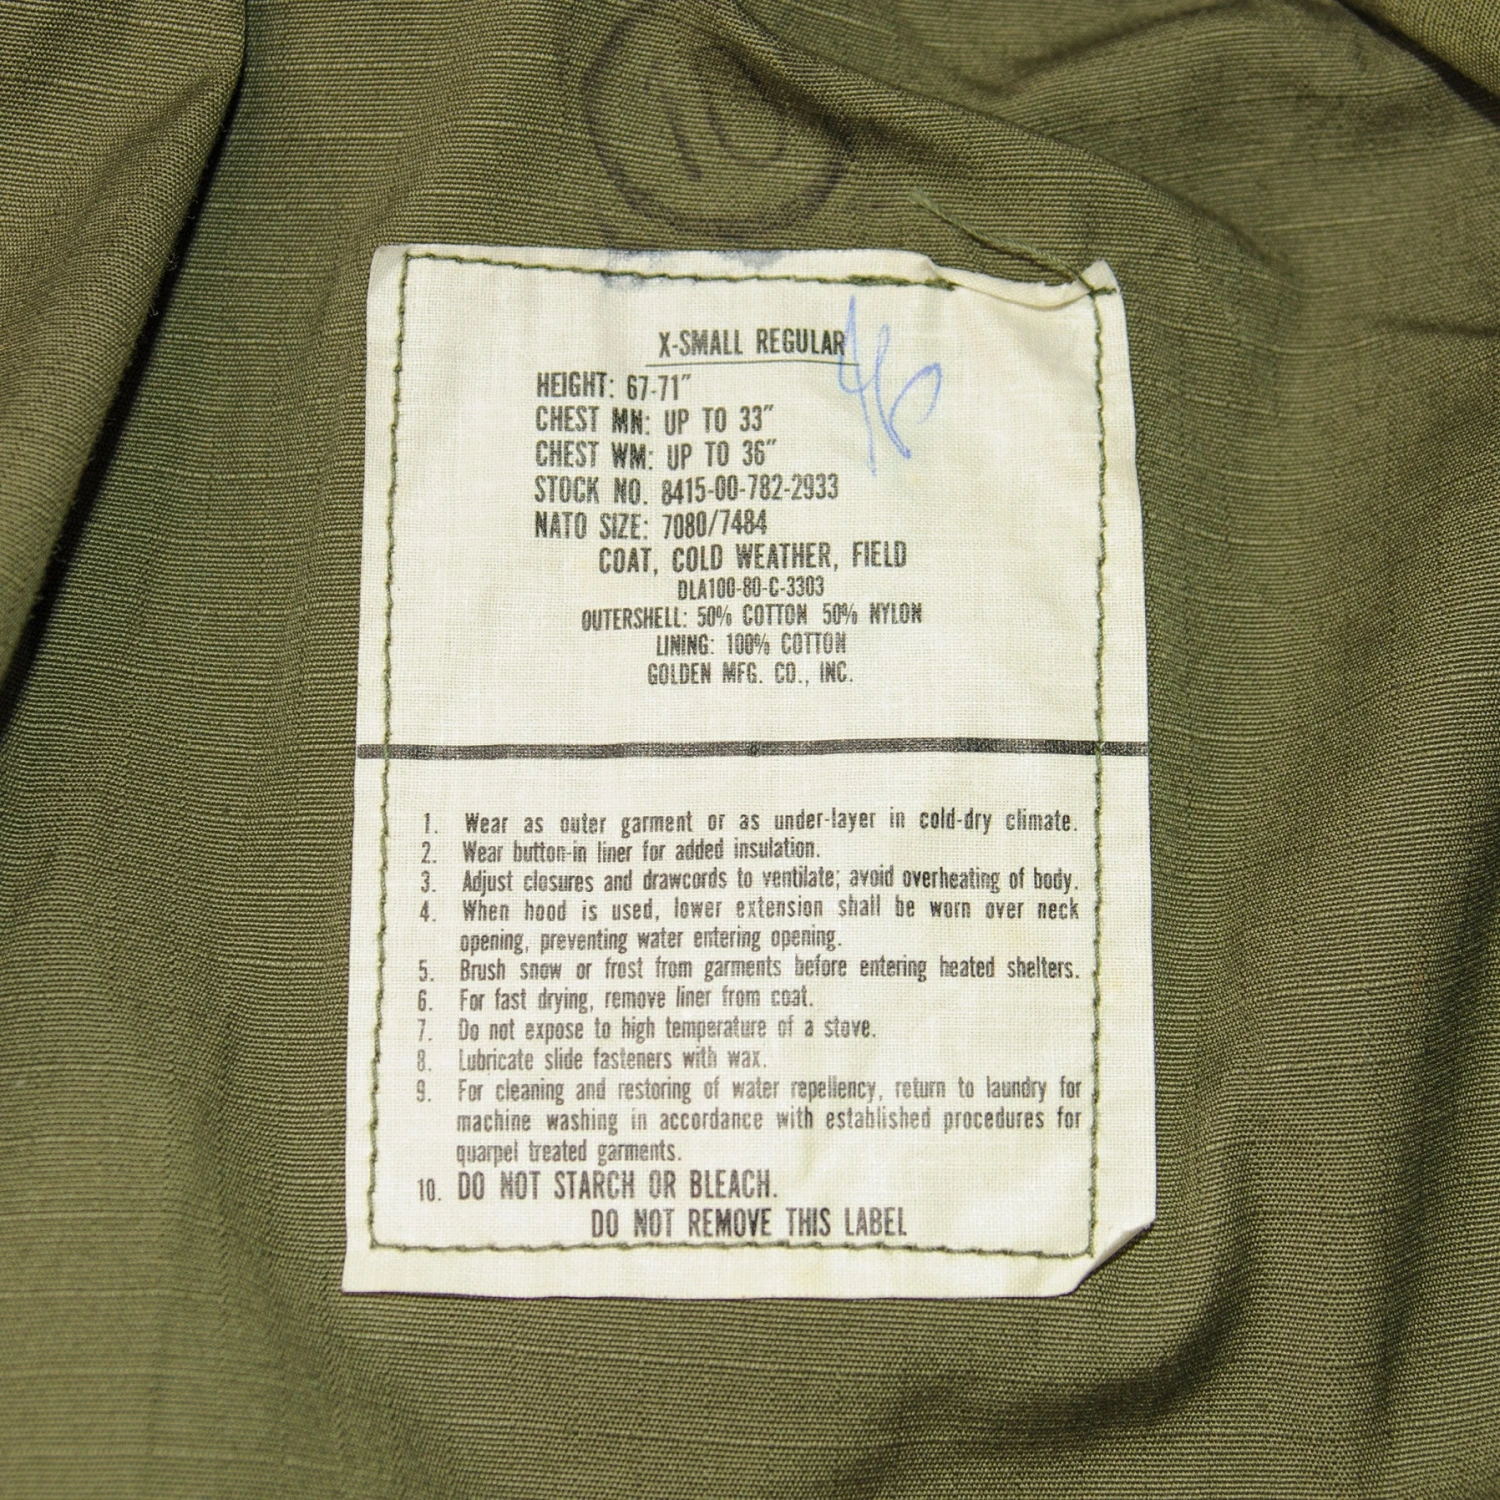 X-SMALL REGULAR
46
HEIGHT: 67-71"
CHEST MN: UP TO 33"
CHEST WM: UP TO 36"
STOCK NO. 8415-00-782-2933
NATO SIZE: 7080/7484
COAT, COLD WEATHER, FIELD
DLA100-80-C-3303
OUTERSHELL: 50% COTTON 50% NYLON
LINING: 100% COTTON
GOLDEN MFG. CO., INC.
1. Wear as outer garment or as under-layer in cold-dry climate.
2. Wear button-in liner for added insulation.
3. Adjust closures and drawcords to ventilate; avoid overheating of body.
4. When hood is used, lower extension shall be worn over neck
opening, preventing water entering opening.
5. Brush snow or frost from garments before entering heated shelters.
6. For fast drying, remove liner from coat.
7. Do not expose to high temperature of a stove.
8. Lubricate slide fasteners with wax.
9. For cleaning and restoring of water repellency, return to laundry for
machine washing in accordance with established procedures for
quarpel treated garments.
10. DO NOT STARCH OR BLEACH.
DO NOT REMOVE THIS LABEL